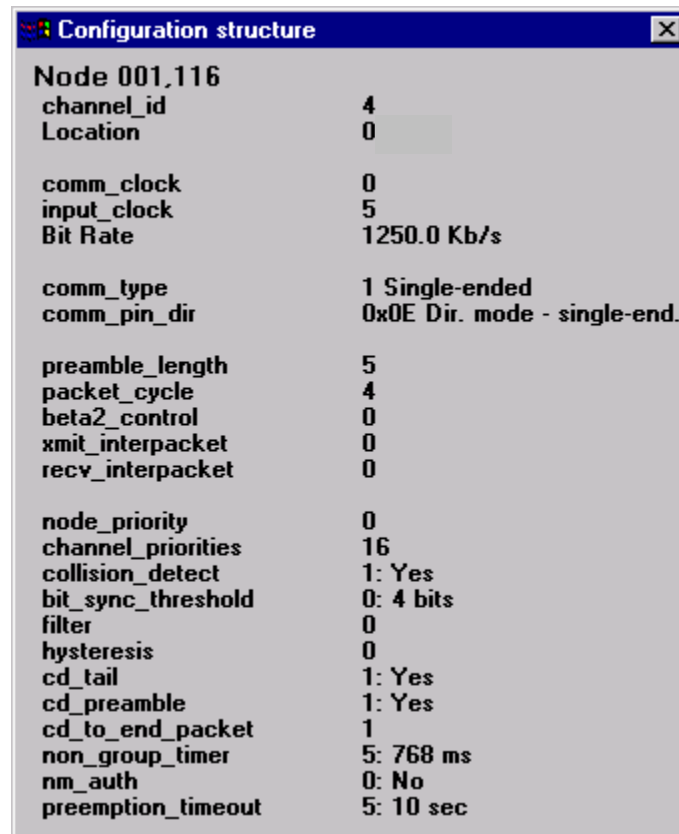 Configuration structure
Node 001,116
channel_id 4
Location 0
comm_clock 0
input_clock 5
Bit Rate 1250.0 Kb/s
comm_type 1 Single-ended
comm_pin_dir 0x0E Dir. mode - single-end.
preamble_length 5
packet_cycle 4
beta2_control 0
xmit_interpacket 0
recv_interpacket 0
node_priority 0
channel_priorities 16
collision_detect 1: Yes
bit_sync_threshold 0: 4 bits
filter 0
hysteresis 0
cd_tail 1: Yes
cd_preamble 1: Yes
cd_to_end_packet 1
non_group_timer 5: 768 ms
nm_auth 0: No
preemption_timeout 5: 10 sec